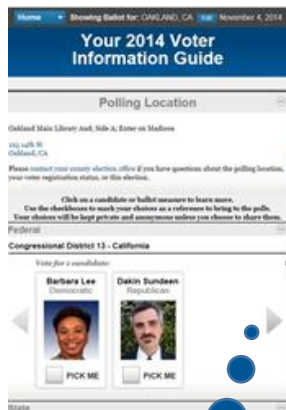 Home Showing Ballot for: OAKLAND, CA Edit November 4, 2014
Your 2014 Voter
Information Guide
Polling Location
Oakland Main Library Aud; Side A; Enter on Madison
125 14th St
Oakland, CA
Please contact your county election office if you have questions about the polling location,
your voter registration status, or this election.
Click on a candidate or ballot measure to learn more.
Use the checkboxes to mark your choices as a reference to bring to the polls.
Your choices will be kept private and anonymous unless you choose to share them.
Federal
Congressional District 13 - California
Vote for 1 candidate:
Barbara Lee
Democratic
Dakin Sundeen
Republican
PICK ME
PICK ME
State